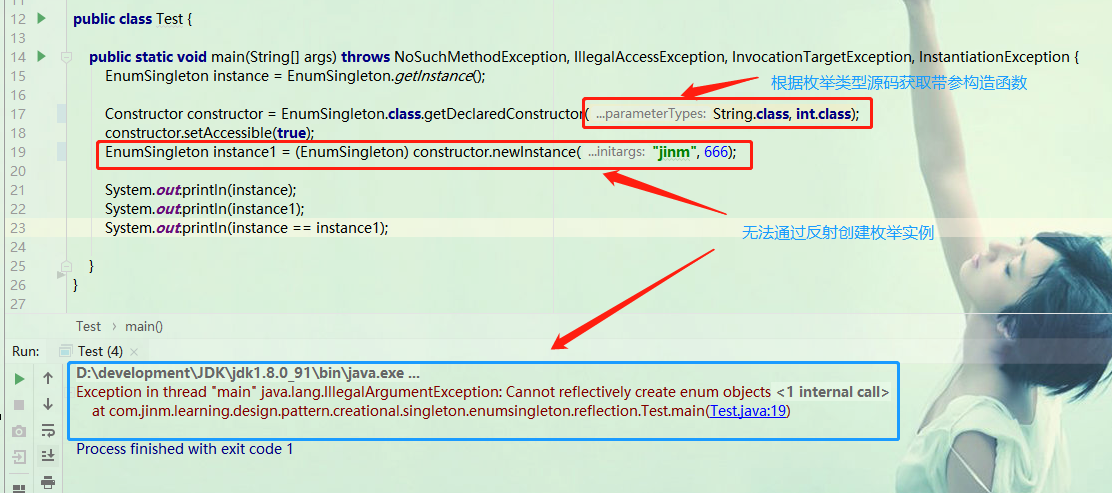 12 public class Test {
13
14 public static void main(String[] args) throws NoSuchMethodException, IllegalAccessException, InvocationTargetException, InstantiationException {
15 EnumSingleton instance = EnumSingleton.getInstance();
16 根据枚举类型源码获取带参构造函数
17 Constructor constructor = EnumSingleton.class.getDeclaredConstructor( ...parameterTypes: String.class, int.class);
18 constructor.setAccessible(true);
19 EnumSingleton instance1 = (EnumSingleton) constructor.newInstance( ...initargs: "jinm", 666);
20
21 System.out.println(instance);
22 System.out.println(instance1);
23 System.out.println(instance == instance1);
无法通过反射创建枚举实例
24
25 }
26 }
27
Test › main()
Run: Test (4) ×
D:\development\JDK\jdk1.8.0_91\bin\java.exe ...
Exception in thread "main" java.lang.IllegalArgumentException: Cannot reflectively create enum objects <1 internal call>
at com.jinm.learning.design.pattern.creational.singleton.enumsingleton.reflection.Test.main(Test.java:19)
Process finished with exit code 1